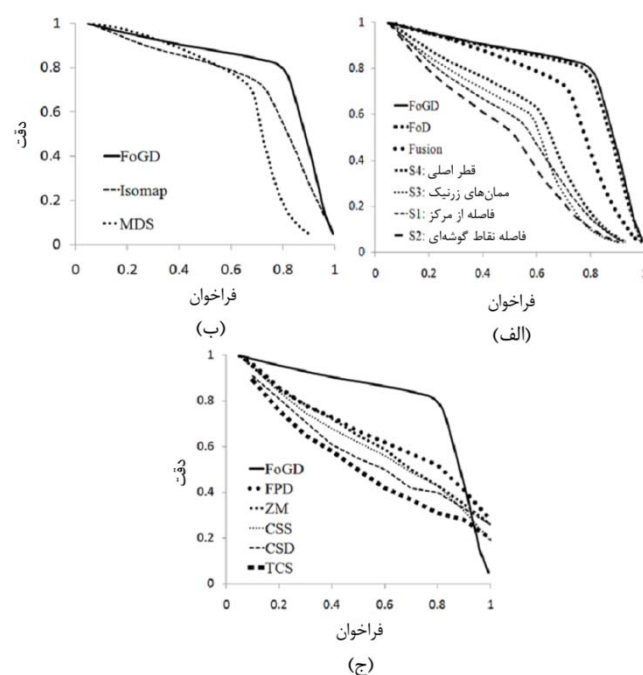 1
0.8
0.6
0.4
0.2
0
دقت
FoGD
FoD
Fusion
S4: قطر اصلی
S3: ممان‌های زرنیک
S1: فاصله از مرکز
S2: فاصله نقاط گوشه‌ای
0 0.2 0.4 0.6 0.8 1
فراخوان
(الف)
1
0.8
0.6
0.4
0.2
0
دقت
FoGD
Isomap
MDS
0 0.2 0.4 0.6 0.8 1
فراخوان
(ب)
1
0.8
0.6
0.4
0.2
0
دقت
FoGD
FPD
ZM
CSS
CSD
TCS
0 0.2 0.4 0.6 0.8 1
فراخوان
(ج)